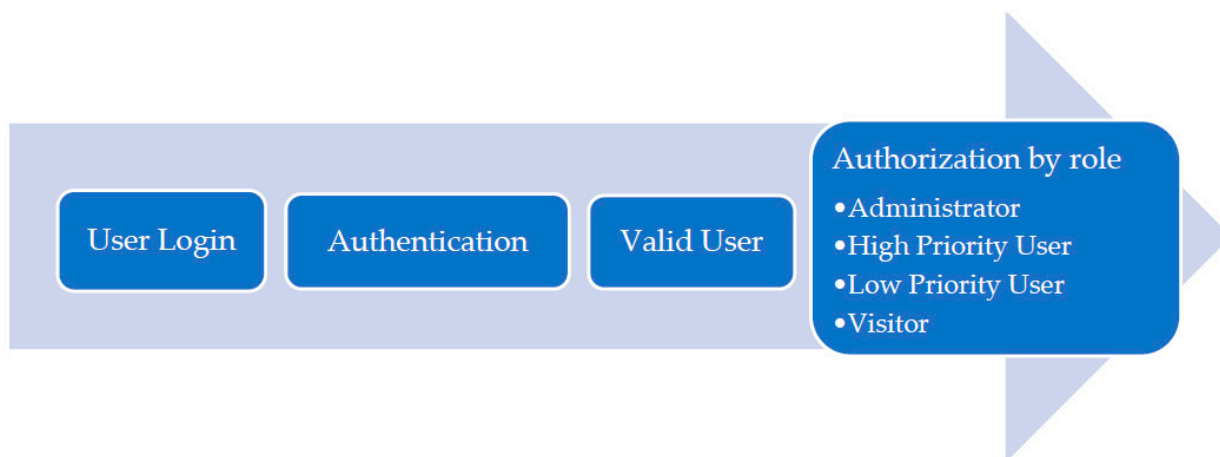 User Login
Authentication
Valid User
Authorization by role
•Administrator
•High Priority User
•Low Priority User
•Visitor